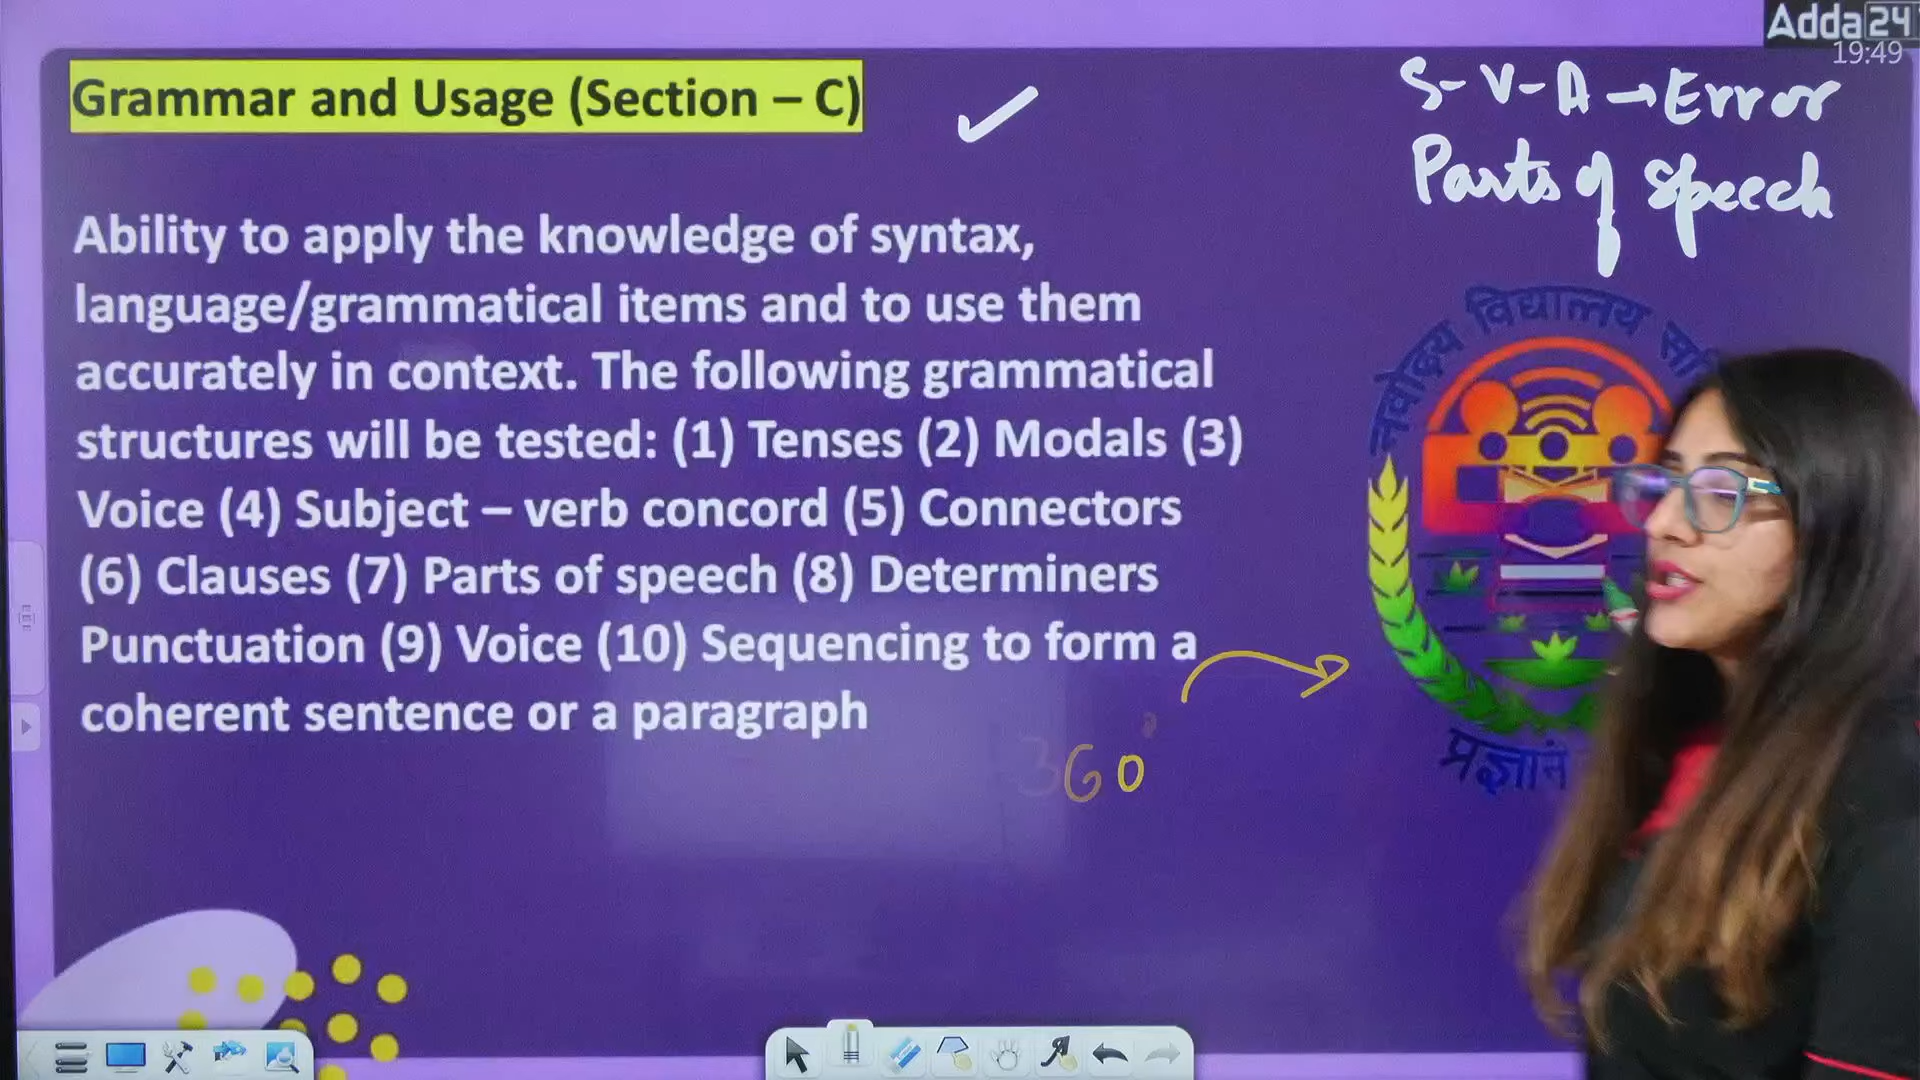 Adda24
19:49
Grammar and Usage (Section – C)
S-V-A → Error
Parts of speech
Ability to apply the knowledge of syntax,
language/grammatical items and to use them
accurately in context. The following grammatical
structures will be tested: (1) Tenses (2) Modals (3)
Voice (4) Subject – verb concord (5) Connectors
(6) Clauses (7) Parts of speech (8) Determiners
Punctuation (9) Voice (10) Sequencing to form a
coherent sentence or a paragraph
360°
नवोदय विद्यालय
प्रज्ञानं